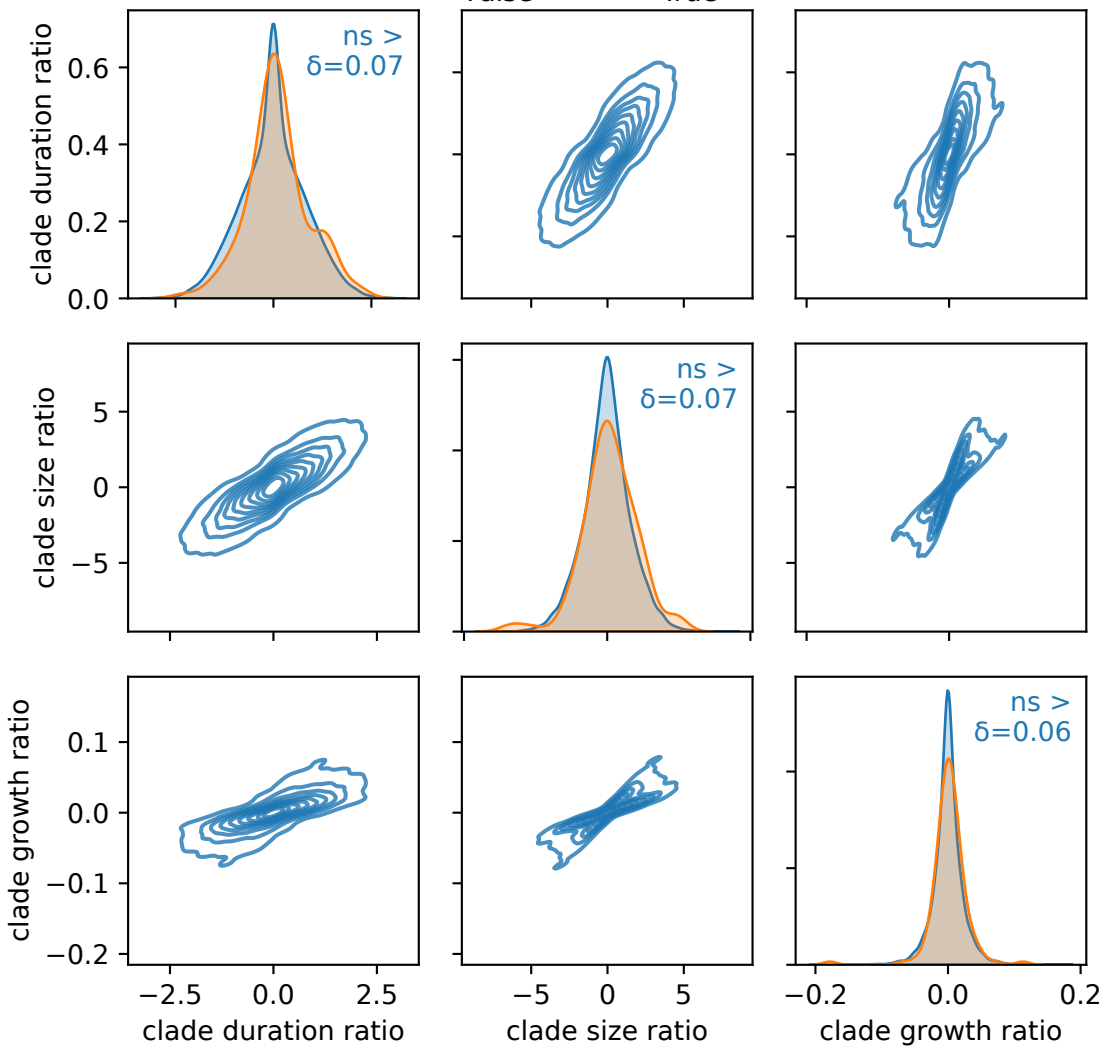 False True
clade duration ratio
0.6
0.4
0.2
0.0
ns >
δ=0.07
clade size ratio
5
0
−5
ns >
δ=0.07
clade growth ratio
0.1
0.0
−0.1
−0.2
ns >
δ=0.06
−2.5 0.0 2.5
−5 0 5
−0.2 0.0 0.2
clade duration ratio
clade size ratio
clade growth ratio